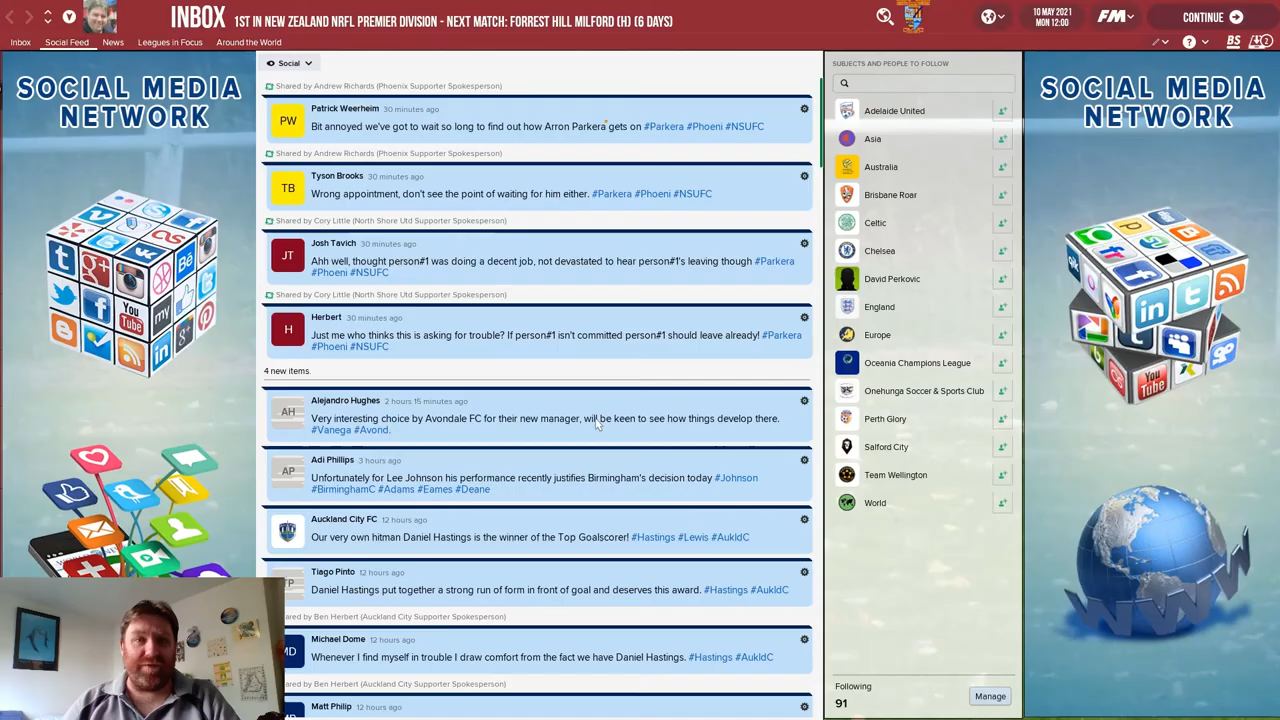 INBOX
1ST IN NEW ZEALAND NRFL PREMIER DIVISION - NEXT MATCH: FORREST HILL MILFORD (H) (6 DAYS)
10 MAY 2021
MON 12:00
FM
CONTINUE
Inbox
Social Feed
News
Leagues in Focus
Around the World
BS
2
SOCIAL MEDIA
NETWORK
Social
Shared by Andrew Richards (Phoenix Supporter Spokesperson)
PW
Patrick Weerheim 30 minutes ago
Bit annoyed we've got to wait so long to find out how Arron Parkera gets on #Parkera #Phoeni #NSUFC
Shared by Andrew Richards (Phoenix Supporter Spokesperson)
TB
Tyson Brooks 30 minutes ago
Wrong appointment, don't see the point of waiting for him either. #Parkera #Phoeni #NSUFC
Shared by Cory Little (North Shore Utd Supporter Spokesperson)
JT
Josh Tavich 30 minutes ago
Ahh well, thought person#1 was doing a decent job, not devastated to hear person#1's leaving though #Parkera
#Phoeni #NSUFC
Shared by Cory Little (North Shore Utd Supporter Spokesperson)
H
Herbert 30 minutes ago
Just me who thinks this is asking for trouble? If person#1 isn't committed person#1 should leave already! #Parkera
#Phoeni #NSUFC
4 new items.
AH
Alejandro Hughes 2 hours 15 minutes ago
Very interesting choice by Avondale FC for their new manager, will be keen to see how things develop there.
#Vanega #Avond.
AP
Adi Phillips 3 hours ago
Unfortunately for Lee Johnson his performance recently justifies Birmingham's decision today #Johnson
#BirminghamC #Adams #Eames #Deane
Auckland City FC 12 hours ago
Our very own hitman Daniel Hastings is the winner of the Top Goalscorer! #Hastings #Lewis #AukldC
TP
Tiago Pinto 12 hours ago
Daniel Hastings put together a strong run of form in front of goal and deserves this award. #Hastings #AukldC
Shared by Ben Herbert (Auckland City Supporter Spokesperson)
MD
Michael Dome 12 hours ago
Whenever I find myself in trouble I draw comfort from the fact we have Daniel Hastings. #Hastings #AukldC
Shared by Ben Herbert (Auckland City Supporter Spokesperson)
Matt Philip 12 hours ago
SUBJECTS AND PEOPLE TO FOLLOW
Adelaide United
Asia
Australia
Brisbane Roar
Celtic
Chelsea
David Perkovic
England
Europe
Oceania Champions League
Onehunga Soccer & Sports Club
Perth Glory
Salford City
Team Wellington
World
Following
91
Manage
SOCIAL MEDIA
NETWORK
You
Tube
You
Tube
WWW